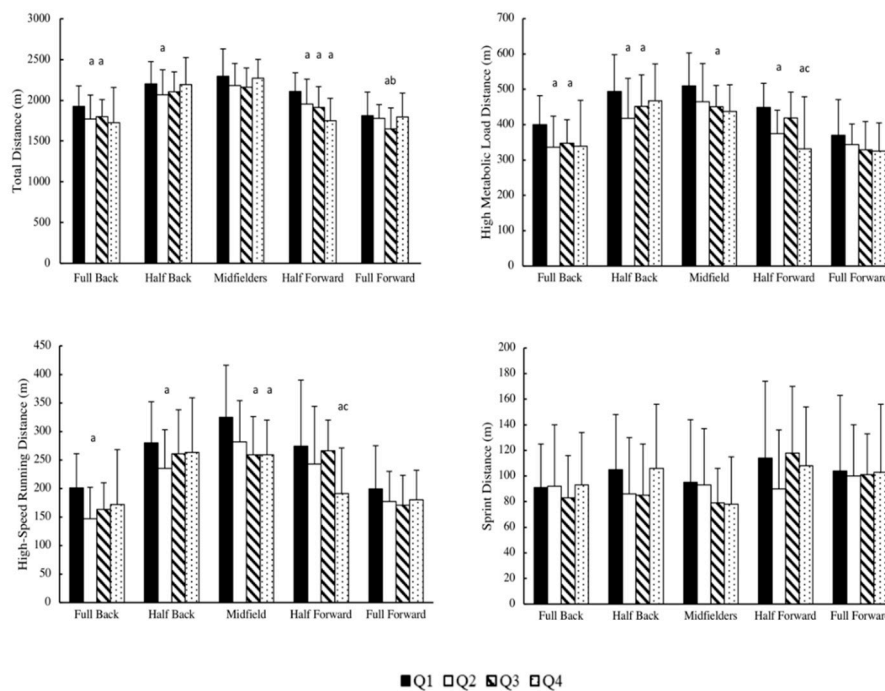 3000
2500
2000
1500
1000
500
0
Total Distance (m)
a a
a
a a a
ab
Full Back Half Back Midfielders Half Forward Full Forward
700
600
500
400
300
200
100
0
High Metabolic Load Distance (m)
a a
a a
a
a ac
Full Back Half Back Midfield Half Forward Full Forward
450
400
350
300
250
200
150
100
50
0
High-Speed Running Distance (m)
a
a
a a
ac
Full Back Half Back Midfield Half Forward Full Forward
200
180
160
140
120
100
80
60
40
20
0
Sprint Distance (m)
Full Back Half Back Midfielders Half Forward Full Forward
Q1 Q2 Q3 Q4